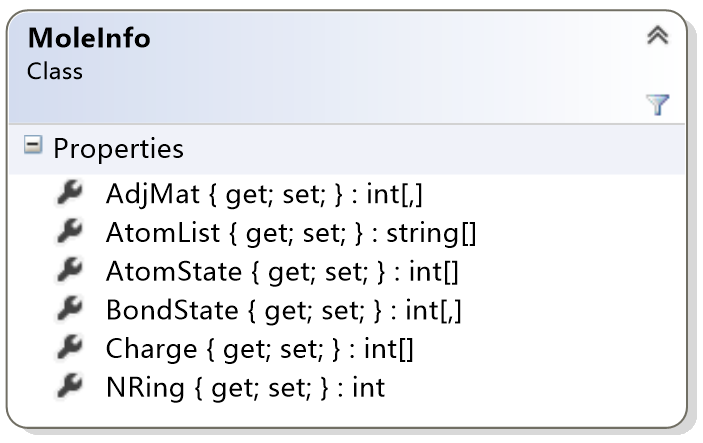 MoleInfo
Class
Properties
AdjMat { get; set; } : int[,]
AtomList { get; set; } : string[]
AtomState { get; set; } : int[]
BondState { get; set; } : int[,]
Charge { get; set; } : int[]
NRing { get; set; } : int